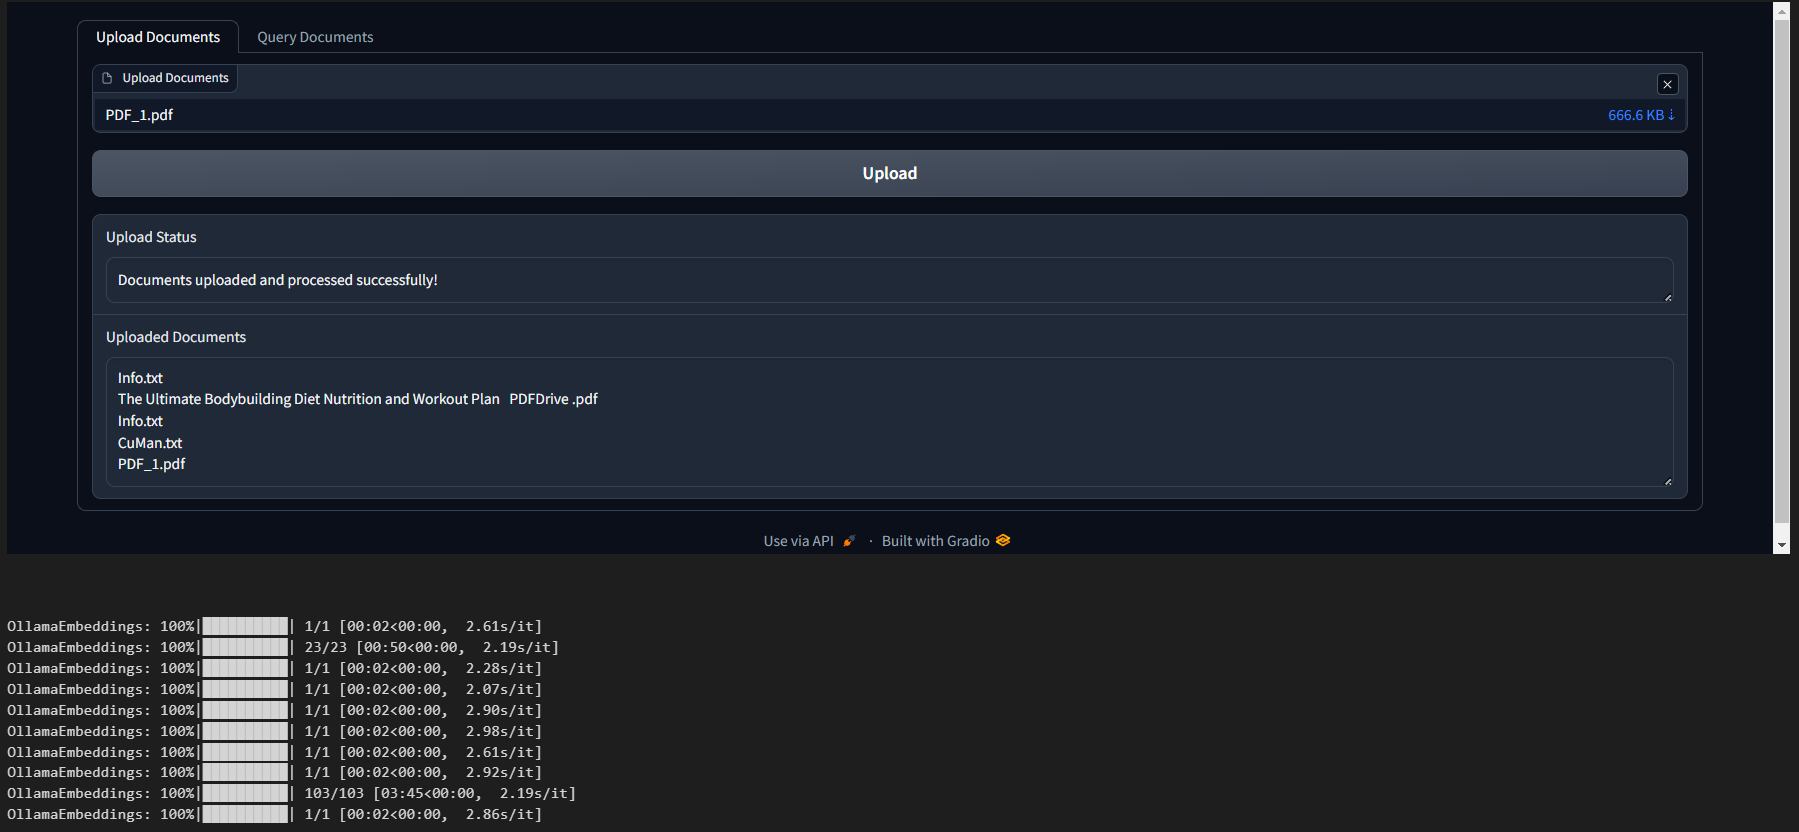 Upload Documents Query Documents
Upload Documents
PDF_1.pdf 666.6 KB ↓
Upload
Upload Status
Documents uploaded and processed successfully!
Uploaded Documents
Info.txt
The Ultimate Bodybuilding Diet Nutrition and Workout Plan   PDFDrive .pdf
Info.txt
CuMan.txt
PDF_1.pdf
Use via API · Built with Gradio
OllamaEmbeddings: 100%|██████████| 1/1 [00:02<00:00,  2.61s/it]
OllamaEmbeddings: 100%|██████████| 23/23 [00:50<00:00,  2.19s/it]
OllamaEmbeddings: 100%|██████████| 1/1 [00:02<00:00,  2.28s/it]
OllamaEmbeddings: 100%|██████████| 1/1 [00:02<00:00,  2.07s/it]
OllamaEmbeddings: 100%|██████████| 1/1 [00:02<00:00,  2.90s/it]
OllamaEmbeddings: 100%|██████████| 1/1 [00:02<00:00,  2.98s/it]
OllamaEmbeddings: 100%|██████████| 1/1 [00:02<00:00,  2.61s/it]
OllamaEmbeddings: 100%|██████████| 1/1 [00:02<00:00,  2.92s/it]
OllamaEmbeddings: 100%|██████████| 103/103 [03:45<00:00,  2.19s/it]
OllamaEmbeddings: 100%|██████████| 1/1 [00:02<00:00,  2.86s/it]